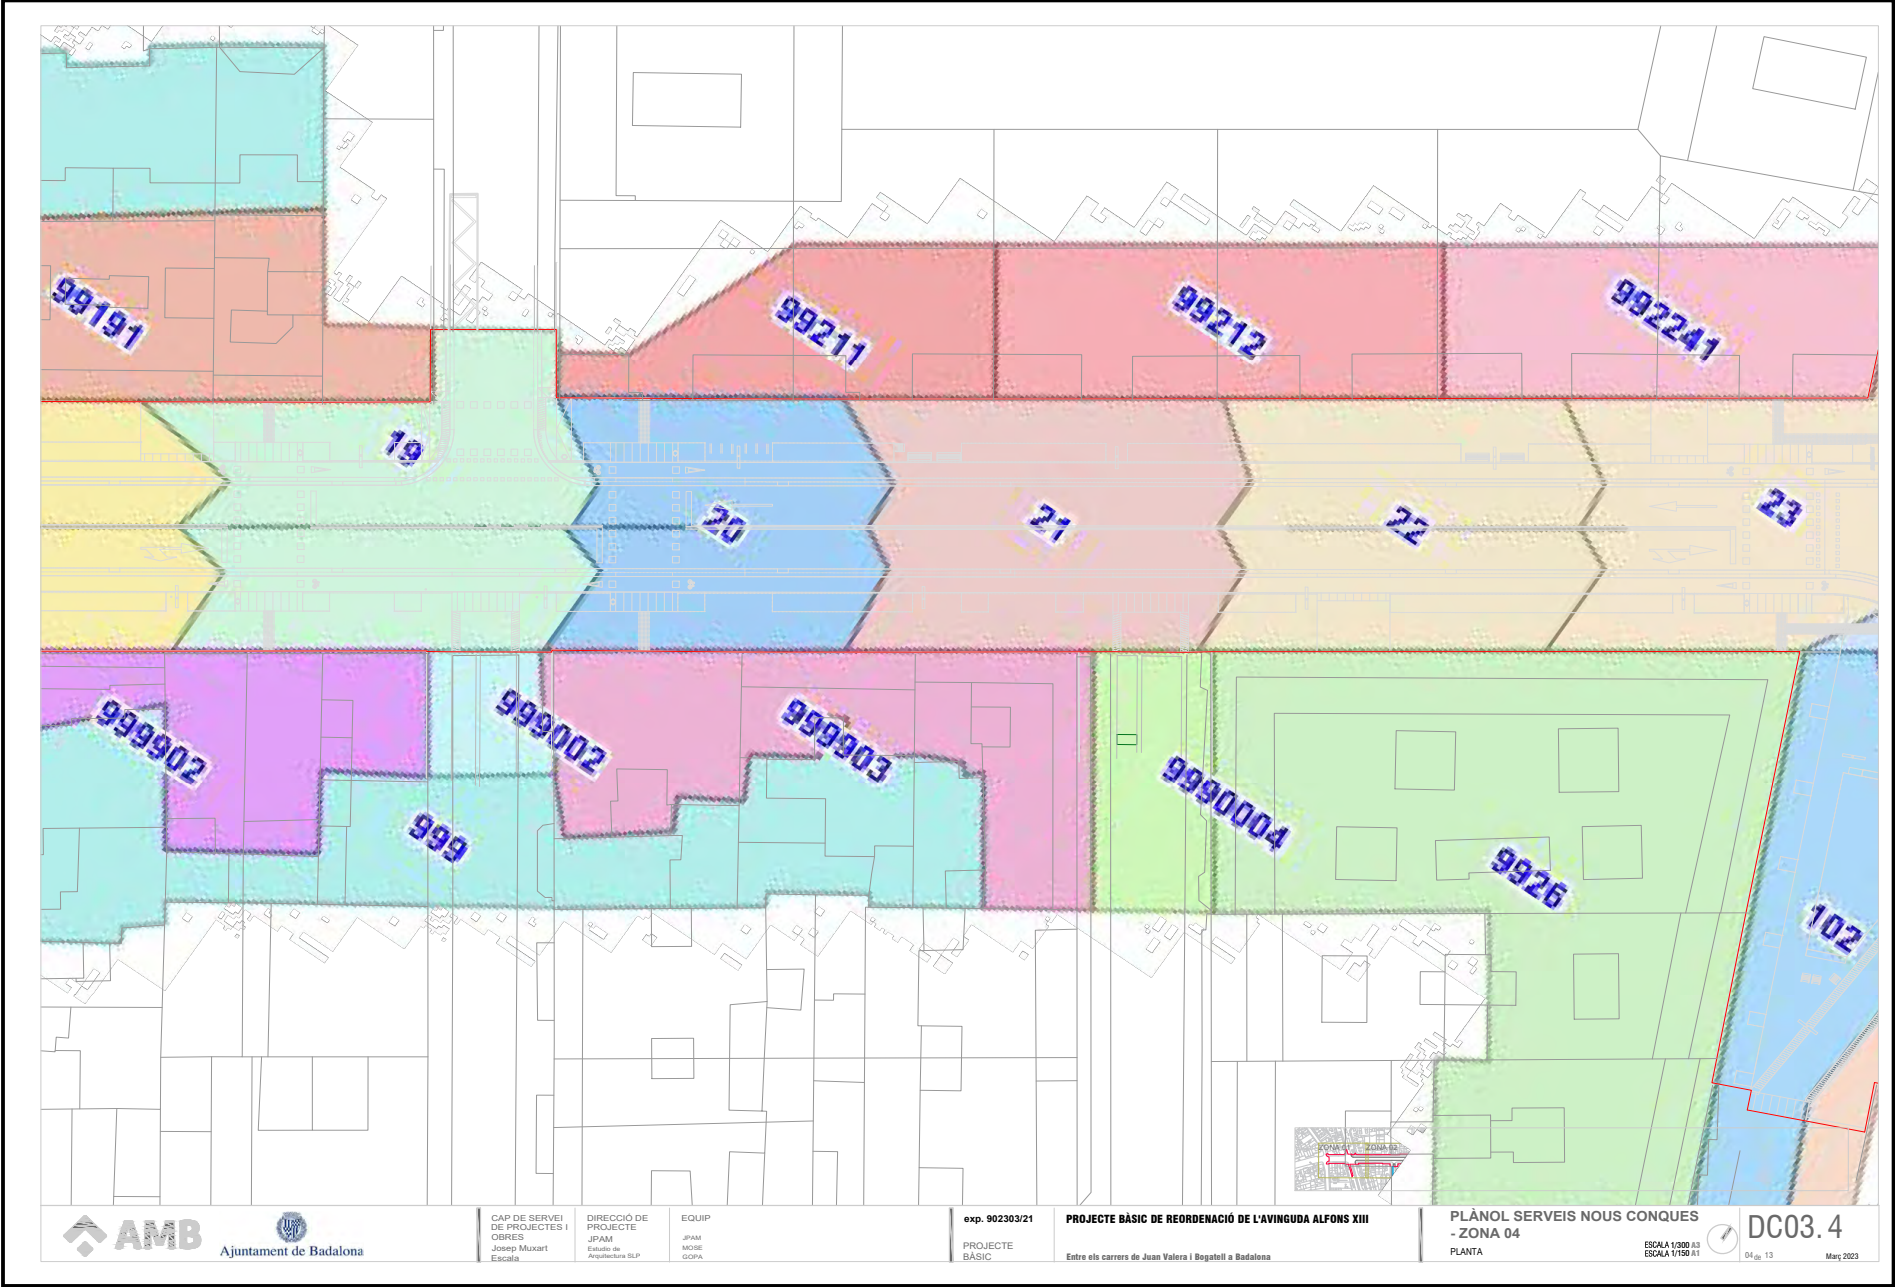 99191
99211
99212
992241
19
20
21
22
23
999902
999002
999903
9990004
999
9926
102
ZONA 01
ZONA 02
AMB
Ajuntament de Badalona
CAP DE SERVEI
DE PROJECTES I
OBRES
Josep Muxart
Escala
DIRECCIÓ DE
PROJECTE
JPAM
Estudio de
Arquitectura SLP
EQUIP
JPAM
MOSE
GOPA
exp. 902303/21
PROJECTE
BÀSIC
PROJECTE BÀSIC DE REORDENACIÓ DE L'AVINGUDA ALFONS XIII
Entre els carrers de Juan Valera i Bogatell a Badalona
PLÀNOL SERVEIS NOUS CONQUES
- ZONA 04
PLANTA
ESCALA 1/300 A3
ESCALA 1/150 A1
DC03. 4
04 de 13
Març 2023